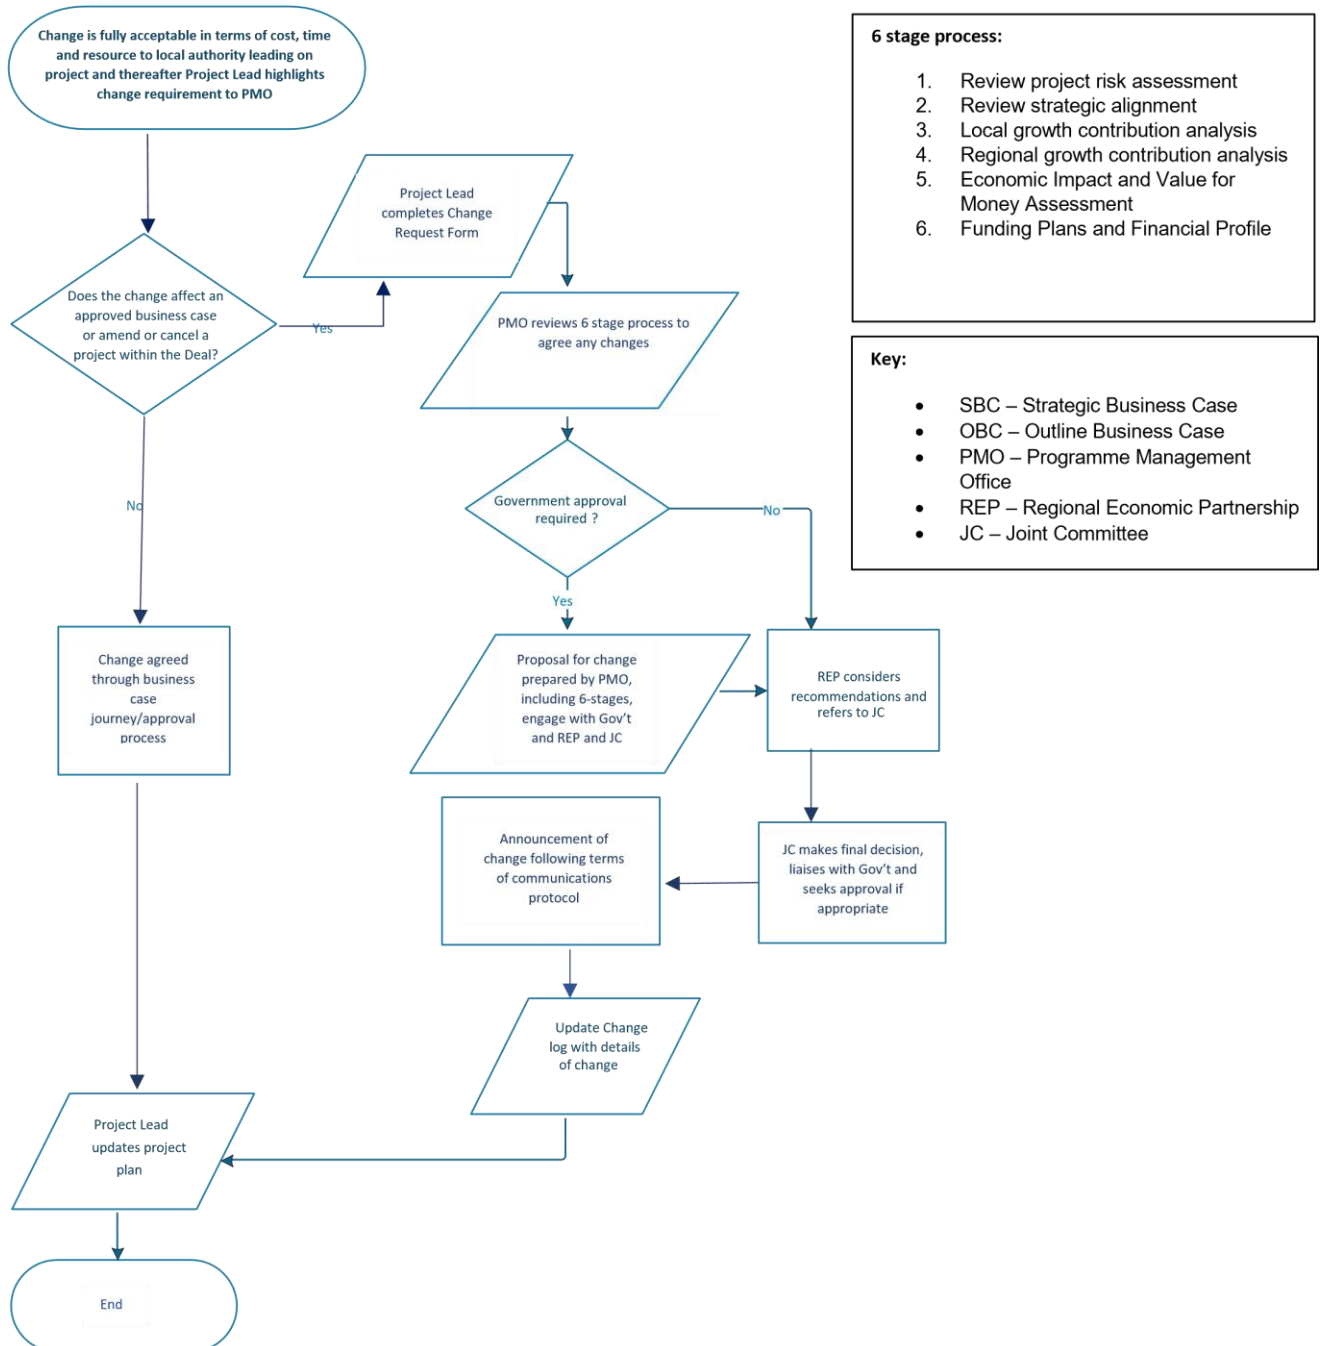 Change is fully acceptable in terms of cost, time
and resource to local authority leading on
project and thereafter Project Lead highlights
change requirement to PMO
6 stage process:
1. Review project risk assessment
2. Review strategic alignment
3. Local growth contribution analysis
4. Regional growth contribution analysis
5. Economic Impact and Value for
Money Assessment
6. Funding Plans and Financial Profile
Project Lead
completes Change
Request Form
Does the change affect an
approved business case
or amend or cancel a
project within the Deal?
Yes
PMO reviews 6 stage process to
agree any changes
Key:
• SBC – Strategic Business Case
• OBC – Outline Business Case
• PMO – Programme Management
Office
• REP – Regional Economic Partnership
• JC – Joint Committee
No
Government approval
required ?
No
Yes
Change agreed
through business
case
journey/approval
process
Proposal for change
prepared by PMO,
including 6-stages,
engage with Gov't
and REP and JC
REP considers
recommendations and
refers to JC
Announcement of
change following terms
of communications
protocol
JC makes final decision,
liaises with Gov't and
seeks approval if
appropriate
Update Change
log with details
of change
Project Lead
updates project
plan
End